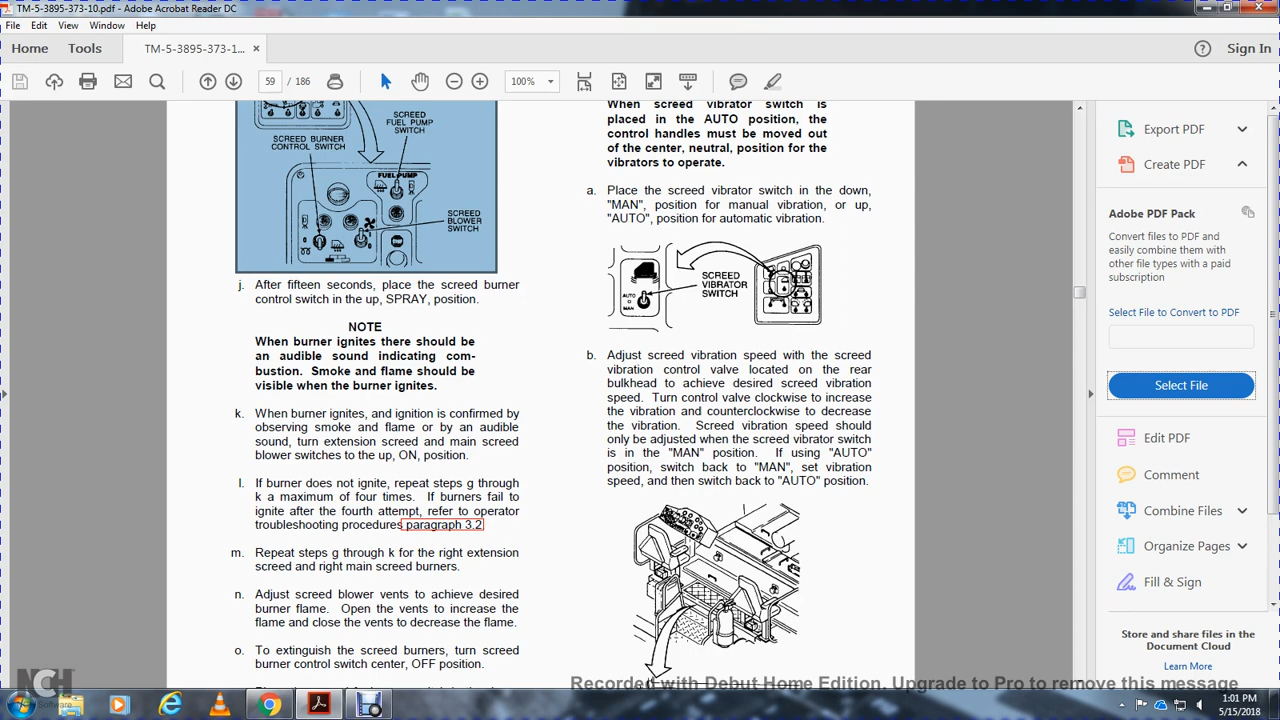 TM-5-3895-373-10.pdf - Adobe Acrobat Reader DC
File Edit View Window Help
Home Tools TM-5-3895-373-1... × Sign In
59 / 186 100%
SCREED
FUEL PUMP
SWITCH
SCREED BURNER
CONTROL SWITCH
FUEL PUMP
SCREED
BLOWER
SWITCH
j. After fifteen seconds, place the screed burner
control switch in the up, SPRAY, position.
NOTE
When burner ignites there should be
an audible sound indicating com-
bustion. Smoke and flame should be
visible when the burner ignites.
k. When burner ignites, and ignition is confirmed by
observing smoke and flame or by an audible
sound, turn extension screed and main screed
blower switches to the up, ON, position.
l. If burner does not ignite, repeat steps g through
k a maximum of four times. If burners fail to
ignite after the fourth attempt, refer to operator
troubleshooting procedures paragraph 3.2
m. Repeat steps g through k for the right extension
screed and right main screed burners.
n. Adjust screed blower vents to achieve desired
burner flame. Open the vents to increase the
flame and close the vents to decrease the flame.
o. To extinguish the screed burners, turn screed
burner control switch center, OFF position.
When screed vibrator switch is
placed in the AUTO position, the
control handles must be moved out
of the center, neutral, position for the
vibrators to operate.
a. Place the screed vibrator switch in the down,
"MAN", position for manual vibration, or up,
"AUTO", position for automatic vibration.
AUTO
MAN
SCREED
VIBRATOR
SWITCH
b. Adjust screed vibration speed with the screed
vibration control valve located on the rear
bulkhead to achieve desired screed vibration
speed. Turn control valve clockwise to increase
the vibration and counterclockwise to decrease
the vibration. Screed vibration speed should
only be adjusted when the screed vibrator switch
is in the "MAN" position. If using "AUTO"
position, switch back to "MAN", set vibration
speed, and then switch back to "AUTO" position.
Export PDF
Create PDF
Adobe PDF Pack
Convert files to PDF and
easily combine them with
other file types with a paid
subscription
Select File to Convert to PDF
Select File
Edit PDF
Comment
Combine Files
Organize Pages
Fill & Sign
Store and share files in the
Document Cloud
Learn More
NCH
Recorded with Debut Home Edition. Upgrade to Pro to remove this message
1:01 PM
5/15/2018